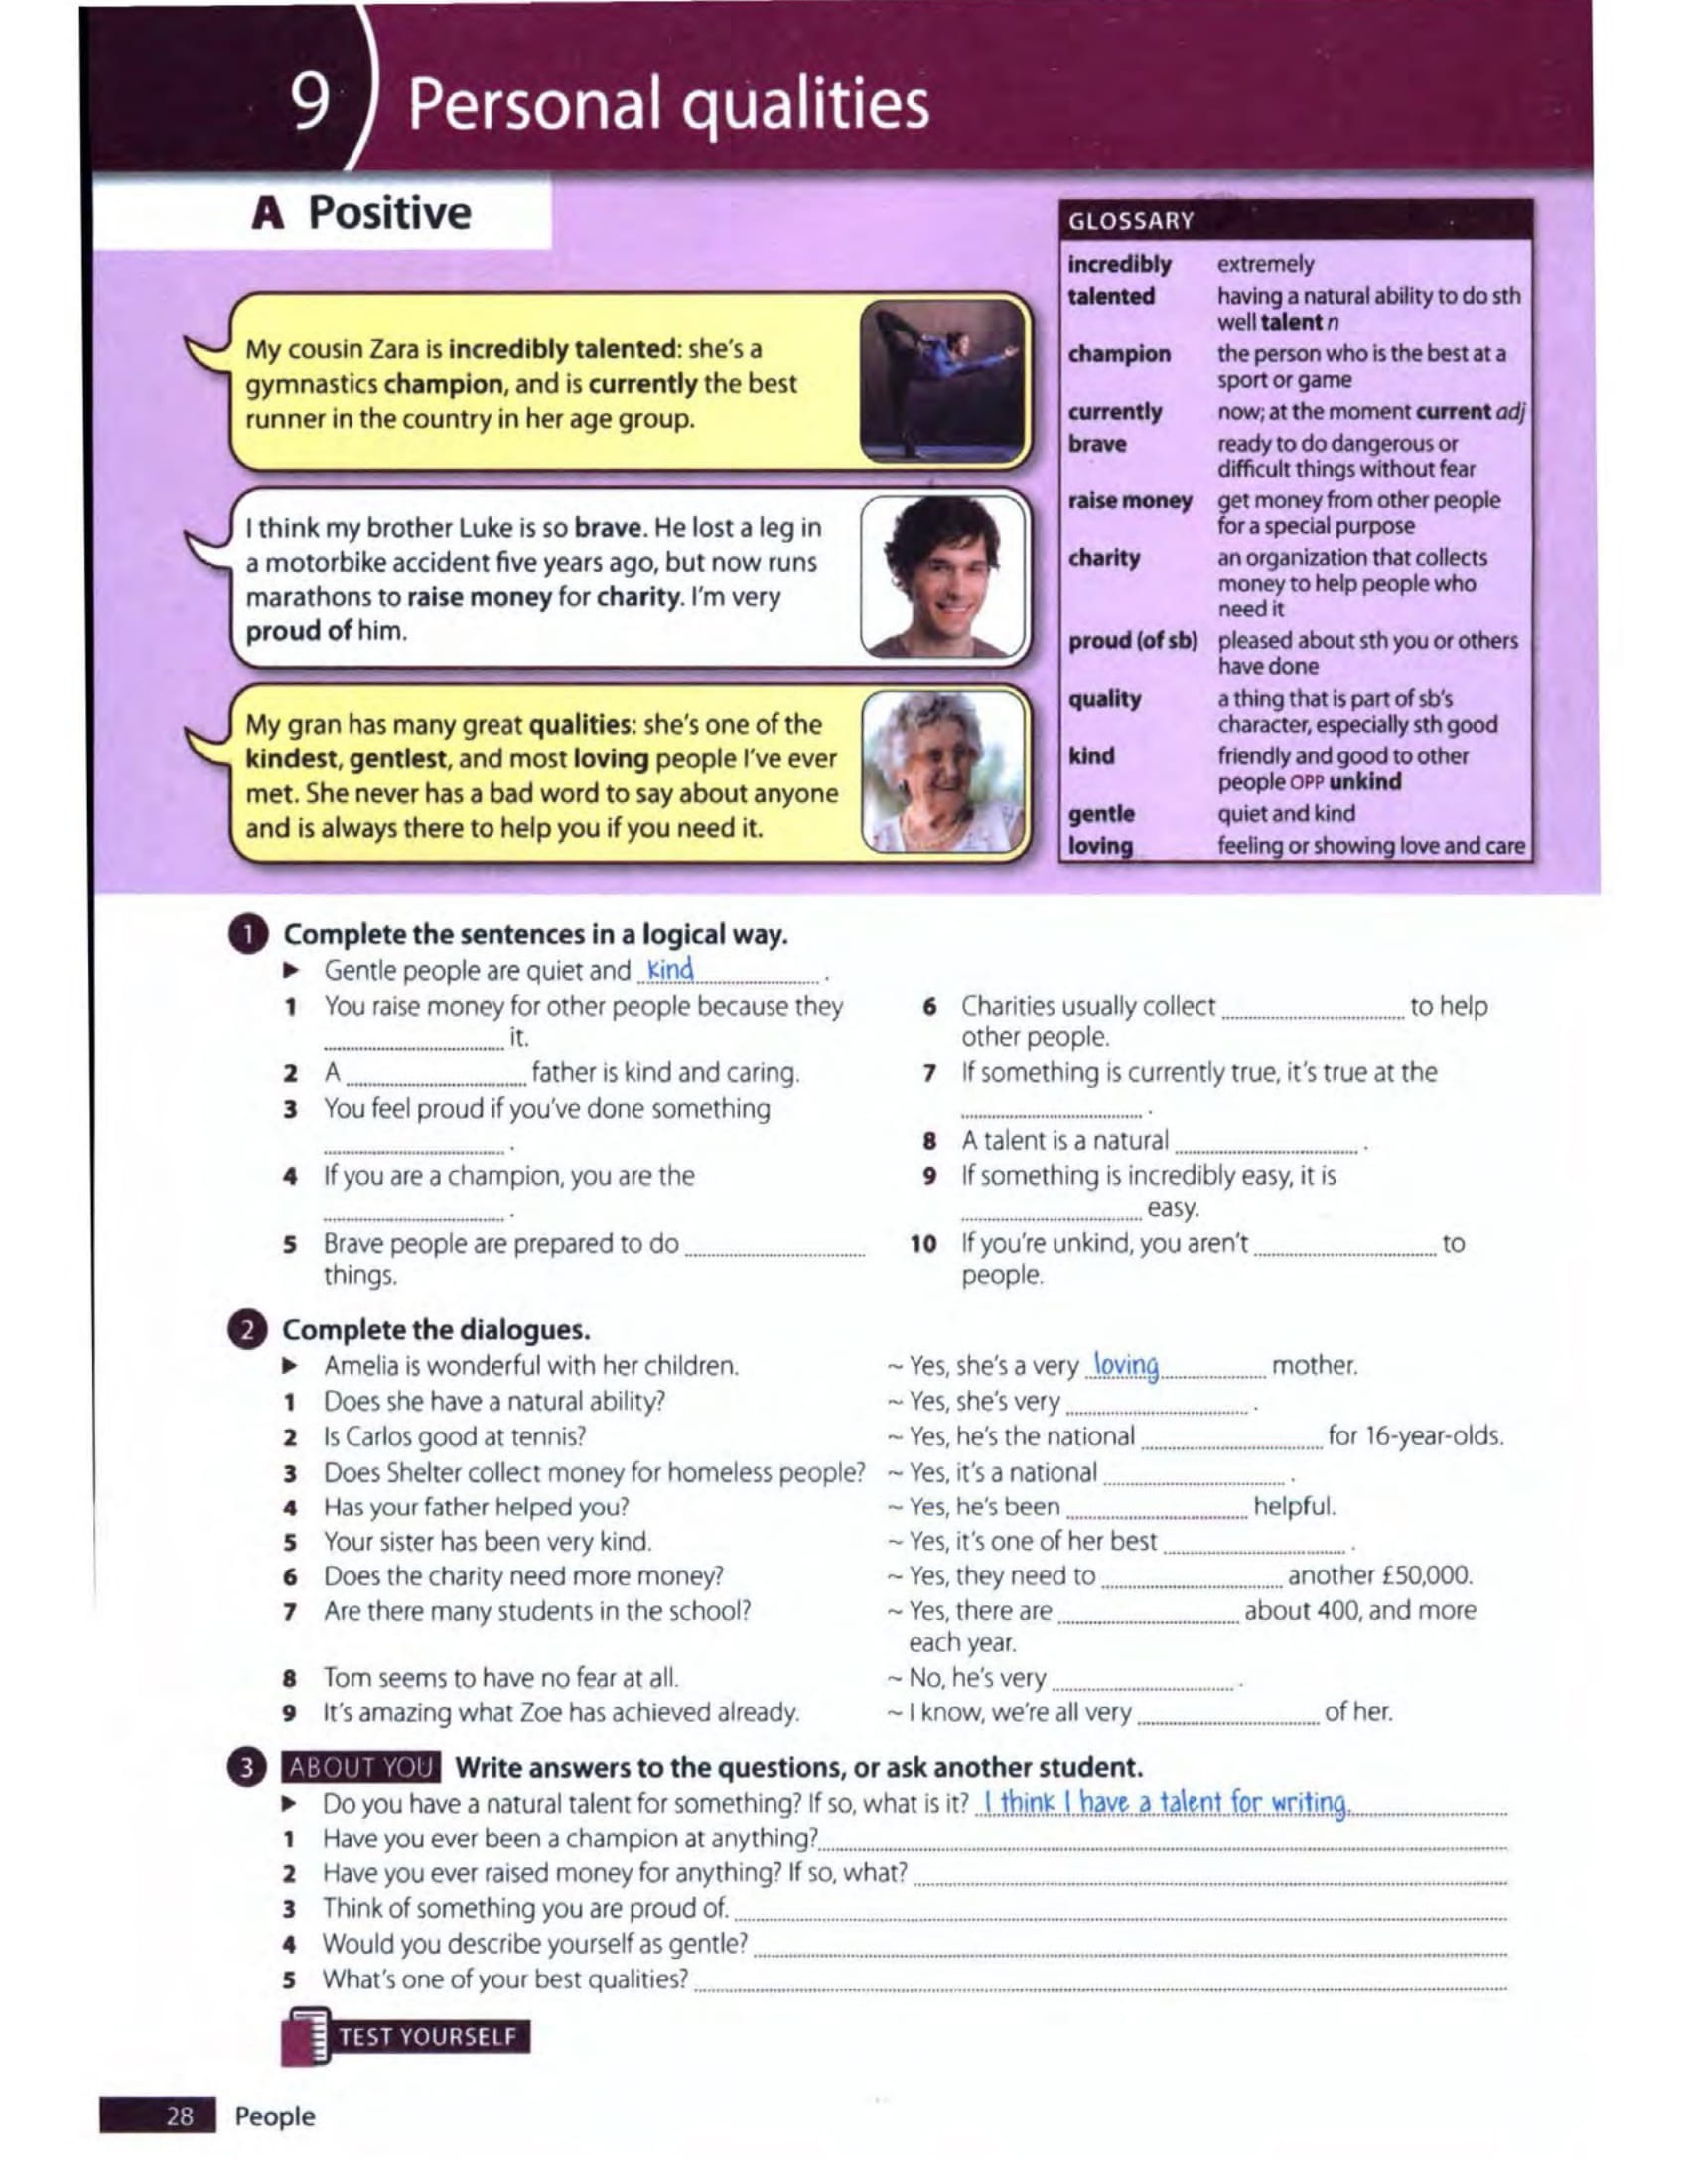 9 Personal qualities
A Positive
My cousin Zara is incredibly talented: she's a
gymnastics champion, and is currently the best
runner in the country in her age group.
I think my brother Luke is so brave. He lost a leg in
a motorbike accident five years ago, but now runs
marathons to raise money for charity. I'm very
proud of him.
My gran has many great qualities: she's one of the
kindest, gentlest, and most loving people I've ever
met. She never has a bad word to say about anyone
and is always there to help you if you need it.
GLOSSARY
incredibly extremely
talented having a natural ability to do sth
well talent n
champion the person who is the best at a
sport or game
currently now; at the moment current adj
brave ready to do dangerous or
difficult things without fear
raise money get money from other people
for a special purpose
charity an organization that collects
money to help people who
need it
proud (of sb) pleased about sth you or others
have done
quality a thing that is part of sb's
character, especially sth good
kind friendly and good to other
people OPP unkind
gentle quiet and kind
loving feeling or showing love and care
1 Complete the sentences in a logical way.
► Gentle people are quiet and kind .
1 You raise money for other people because they
it.
2 A father is kind and caring.
3 You feel proud if you've done something
.
4 If you are a champion, you are the
.
5 Brave people are prepared to do
things.
6 Charities usually collect to help
other people.
7 If something is currently true, it's true at the
.
8 A talent is a natural .
9 If something is incredibly easy, it is
easy.
10 If you're unkind, you aren't to
people.
2 Complete the dialogues.
► Amelia is wonderful with her children. ~ Yes, she's a very loving mother.
1 Does she have a natural ability? ~ Yes, she's very .
2 Is Carlos good at tennis? ~ Yes, he's the national for 16-year-olds.
3 Does Shelter collect money for homeless people? ~ Yes, it's a national .
4 Has your father helped you? ~ Yes, he's been helpful.
5 Your sister has been very kind. ~ Yes, it's one of her best .
6 Does the charity need more money? ~ Yes, they need to another £50,000.
7 Are there many students in the school? ~ Yes, there are about 400, and more
each year.
8 Tom seems to have no fear at all. ~ No, he's very .
9 It's amazing what Zoe has achieved already. ~ I know, we're all very of her.
3 ABOUT YOU Write answers to the questions, or ask another student.
► Do you have a natural talent for something? If so, what is it? I think I have a talent for writing.
1 Have you ever been a champion at anything?
2 Have you ever raised money for anything? If so, what?
3 Think of something you are proud of.
4 Would you describe yourself as gentle?
5 What's one of your best qualities?
TEST YOURSELF
28 People